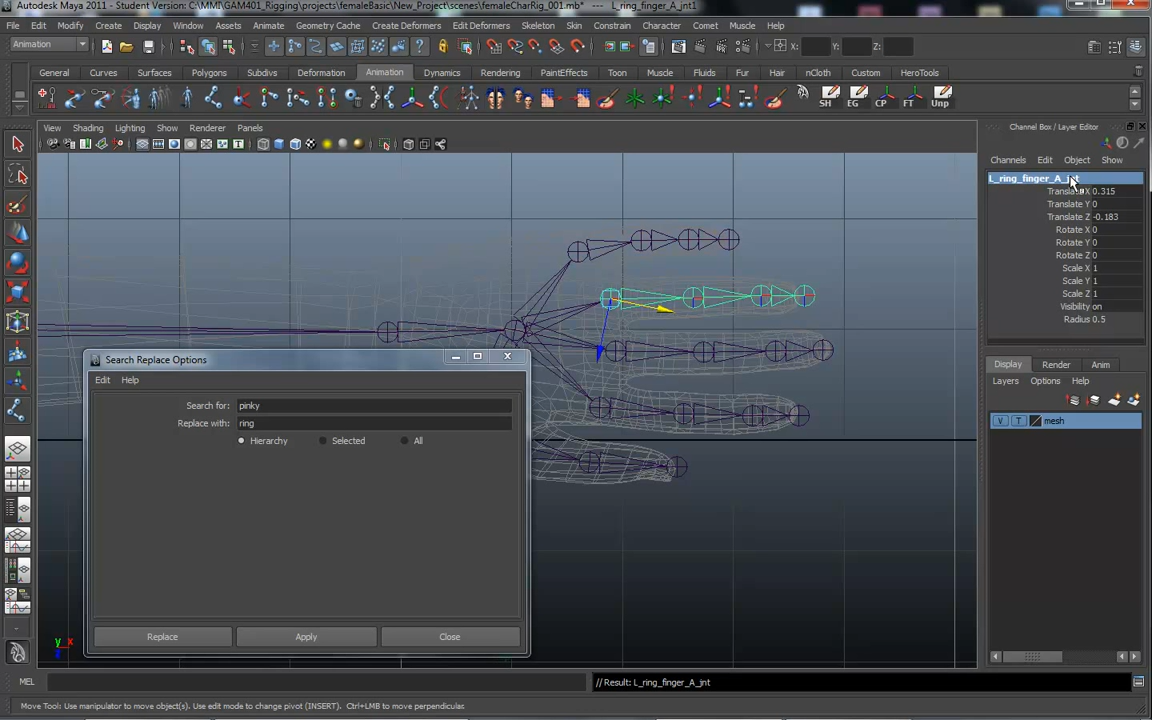 Autodesk Maya 2011 - Student Version: C:\MMI\GAM401_Rigging\projects\femaleBasic\New_Project\scenes\femaleCharRig_001.mb* --- L_ring_finger_A_jnt1
File Edit Modify Create Display Window Assets Animate Geometry Cache Create Deformers Edit Deformers Skeleton Skin Constrain Character Comet Muscle Help
Animation X: Y: Z:
General Curves Surfaces Polygons Subdivs Deformation Animation Dynamics Rendering PaintEffects Toon Muscle Fluids Fur Hair nCloth Custom HeroTools
SH EG CP FT Unp
View Shading Lighting Show Renderer Panels
Channel Box / Layer Editor
Channels Edit Object Show
L_ring_finger_A_jnt
Translate X 0.315
Translate Y 0
Translate Z -0.183
Rotate X 0
Rotate Y 0
Rotate Z 0
Scale X 1
Scale Y 1
Scale Z 1
Visibility on
Radius 0.5
Search Replace Options
Edit Help
Search for: pinky
Replace with: ring
Hierarchy Selected All
Replace Apply Close
Display Render Anim
Layers Options Help
V T mesh
y x
MEL // Result: L_ring_finger_A_jnt
Move Tool: Use manipulator to move object(s). Use edit mode to change pivot (INSERT). Ctrl+LMB to move perpendicular.